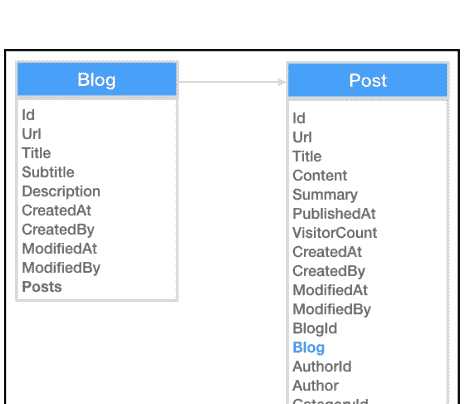 Blog
Id
Url
Title
Subtitle
Description
CreatedAt
CreatedBy
ModifiedAt
ModifiedBy
Posts
Post
Id
Url
Title
Content
Summary
PublishedAt
VisitorCount
CreatedAt
CreatedBy
ModifiedAt
ModifiedBy
BlogId
Blog
AuthorId
Author
CategoryId